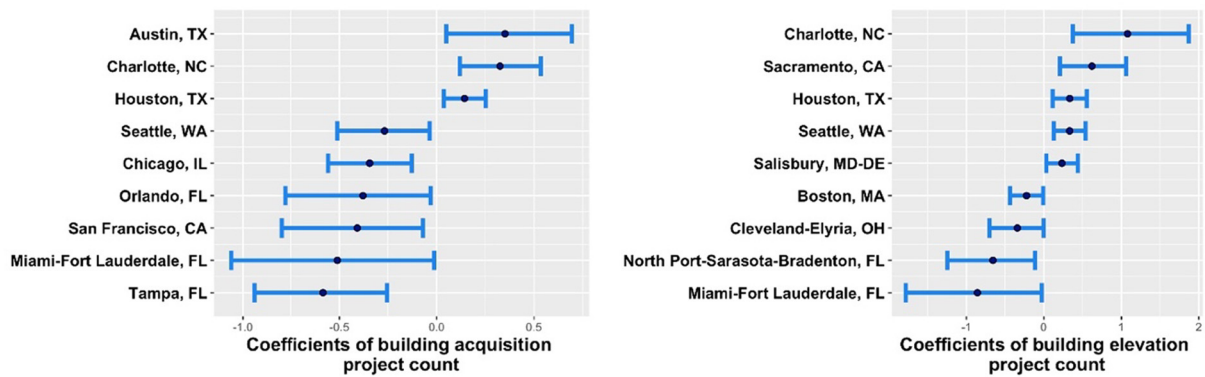 Austin, TX
Charlotte, NC
Houston, TX
Seattle, WA
Chicago, IL
Orlando, FL
San Francisco, CA
Miami-Fort Lauderdale, FL
Tampa, FL
-1.0 -0.5 0.0 0.5
Coefficients of building acquisition
project count
Charlotte, NC
Sacramento, CA
Houston, TX
Seattle, WA
Salisbury, MD-DE
Boston, MA
Cleveland-Elyria, OH
North Port-Sarasota-Bradenton, FL
Miami-Fort Lauderdale, FL
-1 0 1 2
Coefficients of building elevation
project count